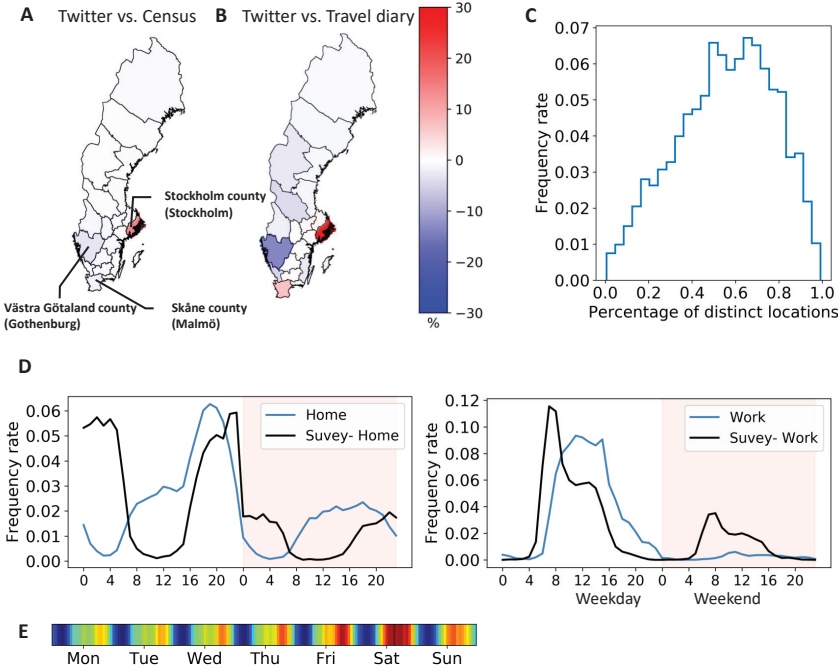 A Twitter vs. Census
B Twitter vs. Travel diary
30
20
10
0
−10
−20
−30
%
Stockholm county
(Stockholm)
Västra Götaland county
(Gothenburg)
Skåne county
(Malmö)
C
0.07
0.06
0.05
0.04
0.03
0.02
0.01
0.00
Frequency rate
0.0 0.2 0.4 0.6 0.8 1.0
Percentage of distinct locations
D
0.06
0.05
0.04
0.03
0.02
0.01
0.00
Frequency rate
Home
Suvey- Home
0 4 8 12 16 20 0 4 8 12 16 20
0.12
0.10
0.08
0.06
0.04
0.02
0.00
Frequency rate
Work
Suvey- Work
0 4 8 12 16 20 0 4 8 12 16 20
Weekday Weekend
E
Mon Tue Wed Thu Fri Sat Sun